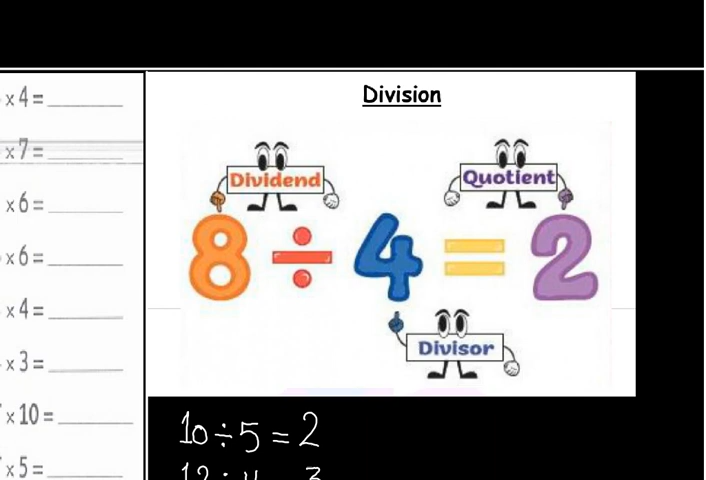 x 4 =
x 7 =
x 6 =
x 6 =
x 4 =
x 3 =
x 10 =
x 5 =
Division
Dividend
Quotient
8 ÷ 4 = 2
Divisor
10 ÷ 5 = 2